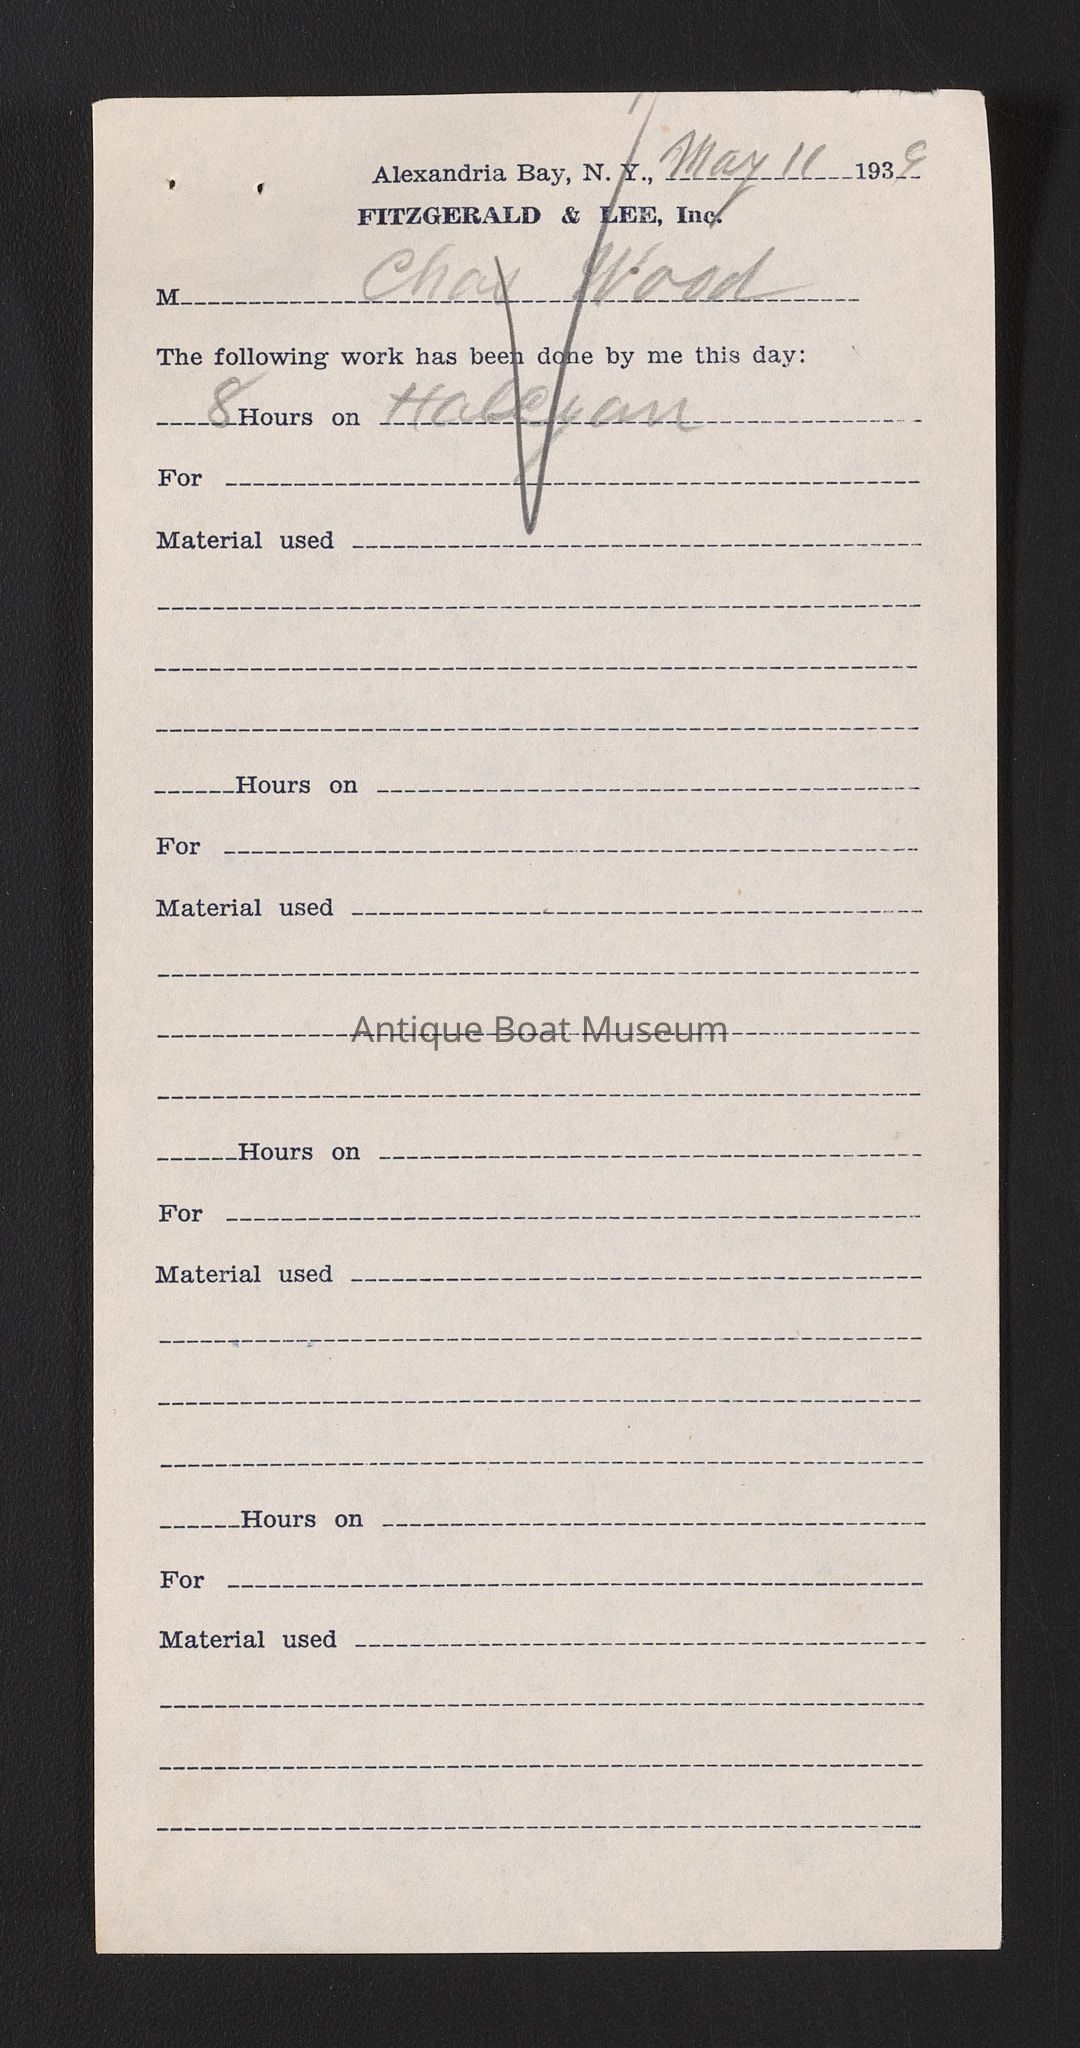 Alexandria Bay, N. Y., May 11 1939
FITZGERALD & LEE, Inc.
M Chas Wood
The following work has been done by me this day:
8 Hours on Halcyon
For
Material used
Hours on
For
Material used
Antique Boat Museum
Hours on
For
Material used
Hours on
For
Material used